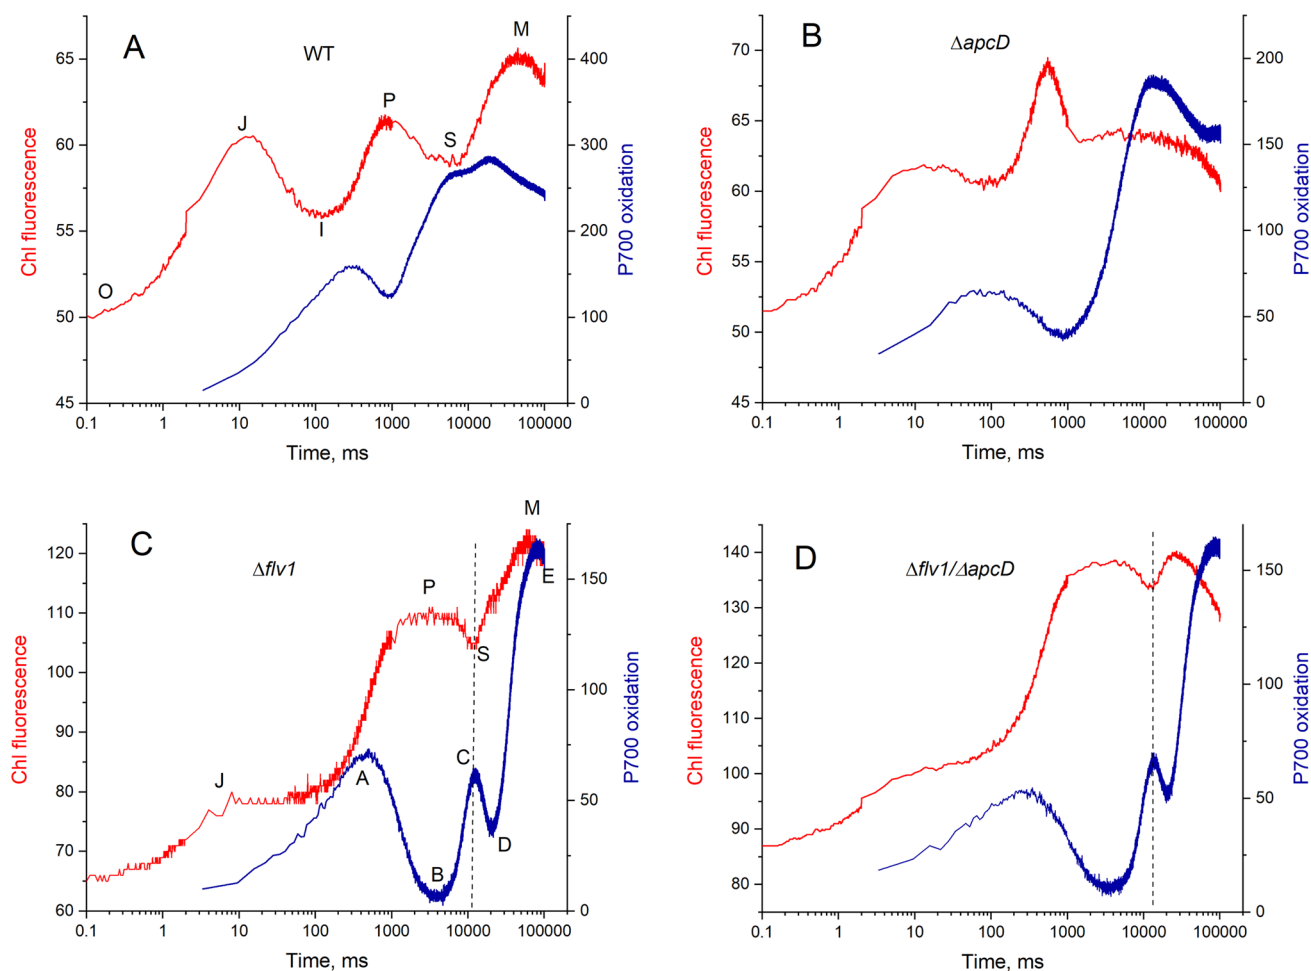 A
WT
M
J
P
S
I
O
65
60
55
50
45
400
300
200
100
0
0.1 1 10 100 1000 10000 100000
Chl fluorescence
P700 oxidation
Time, ms
B
ΔapcD
70
65
60
55
50
45
200
150
100
50
0
0.1 1 10 100 1000 10000 100000
Chl fluorescence
P700 oxidation
Time, ms
C
Δflv1
M
E
P
S
J
A
C
B
D
120
110
100
90
80
70
60
150
100
50
0
0.1 1 10 100 1000 10000 100000
Chl fluorescence
P700 oxidation
Time, ms
D
Δflv1/ΔapcD
140
130
120
110
100
90
80
150
100
50
0
0.1 1 10 100 1000 10000 100000
Chl fluorescence
P700 oxidation
Time, ms